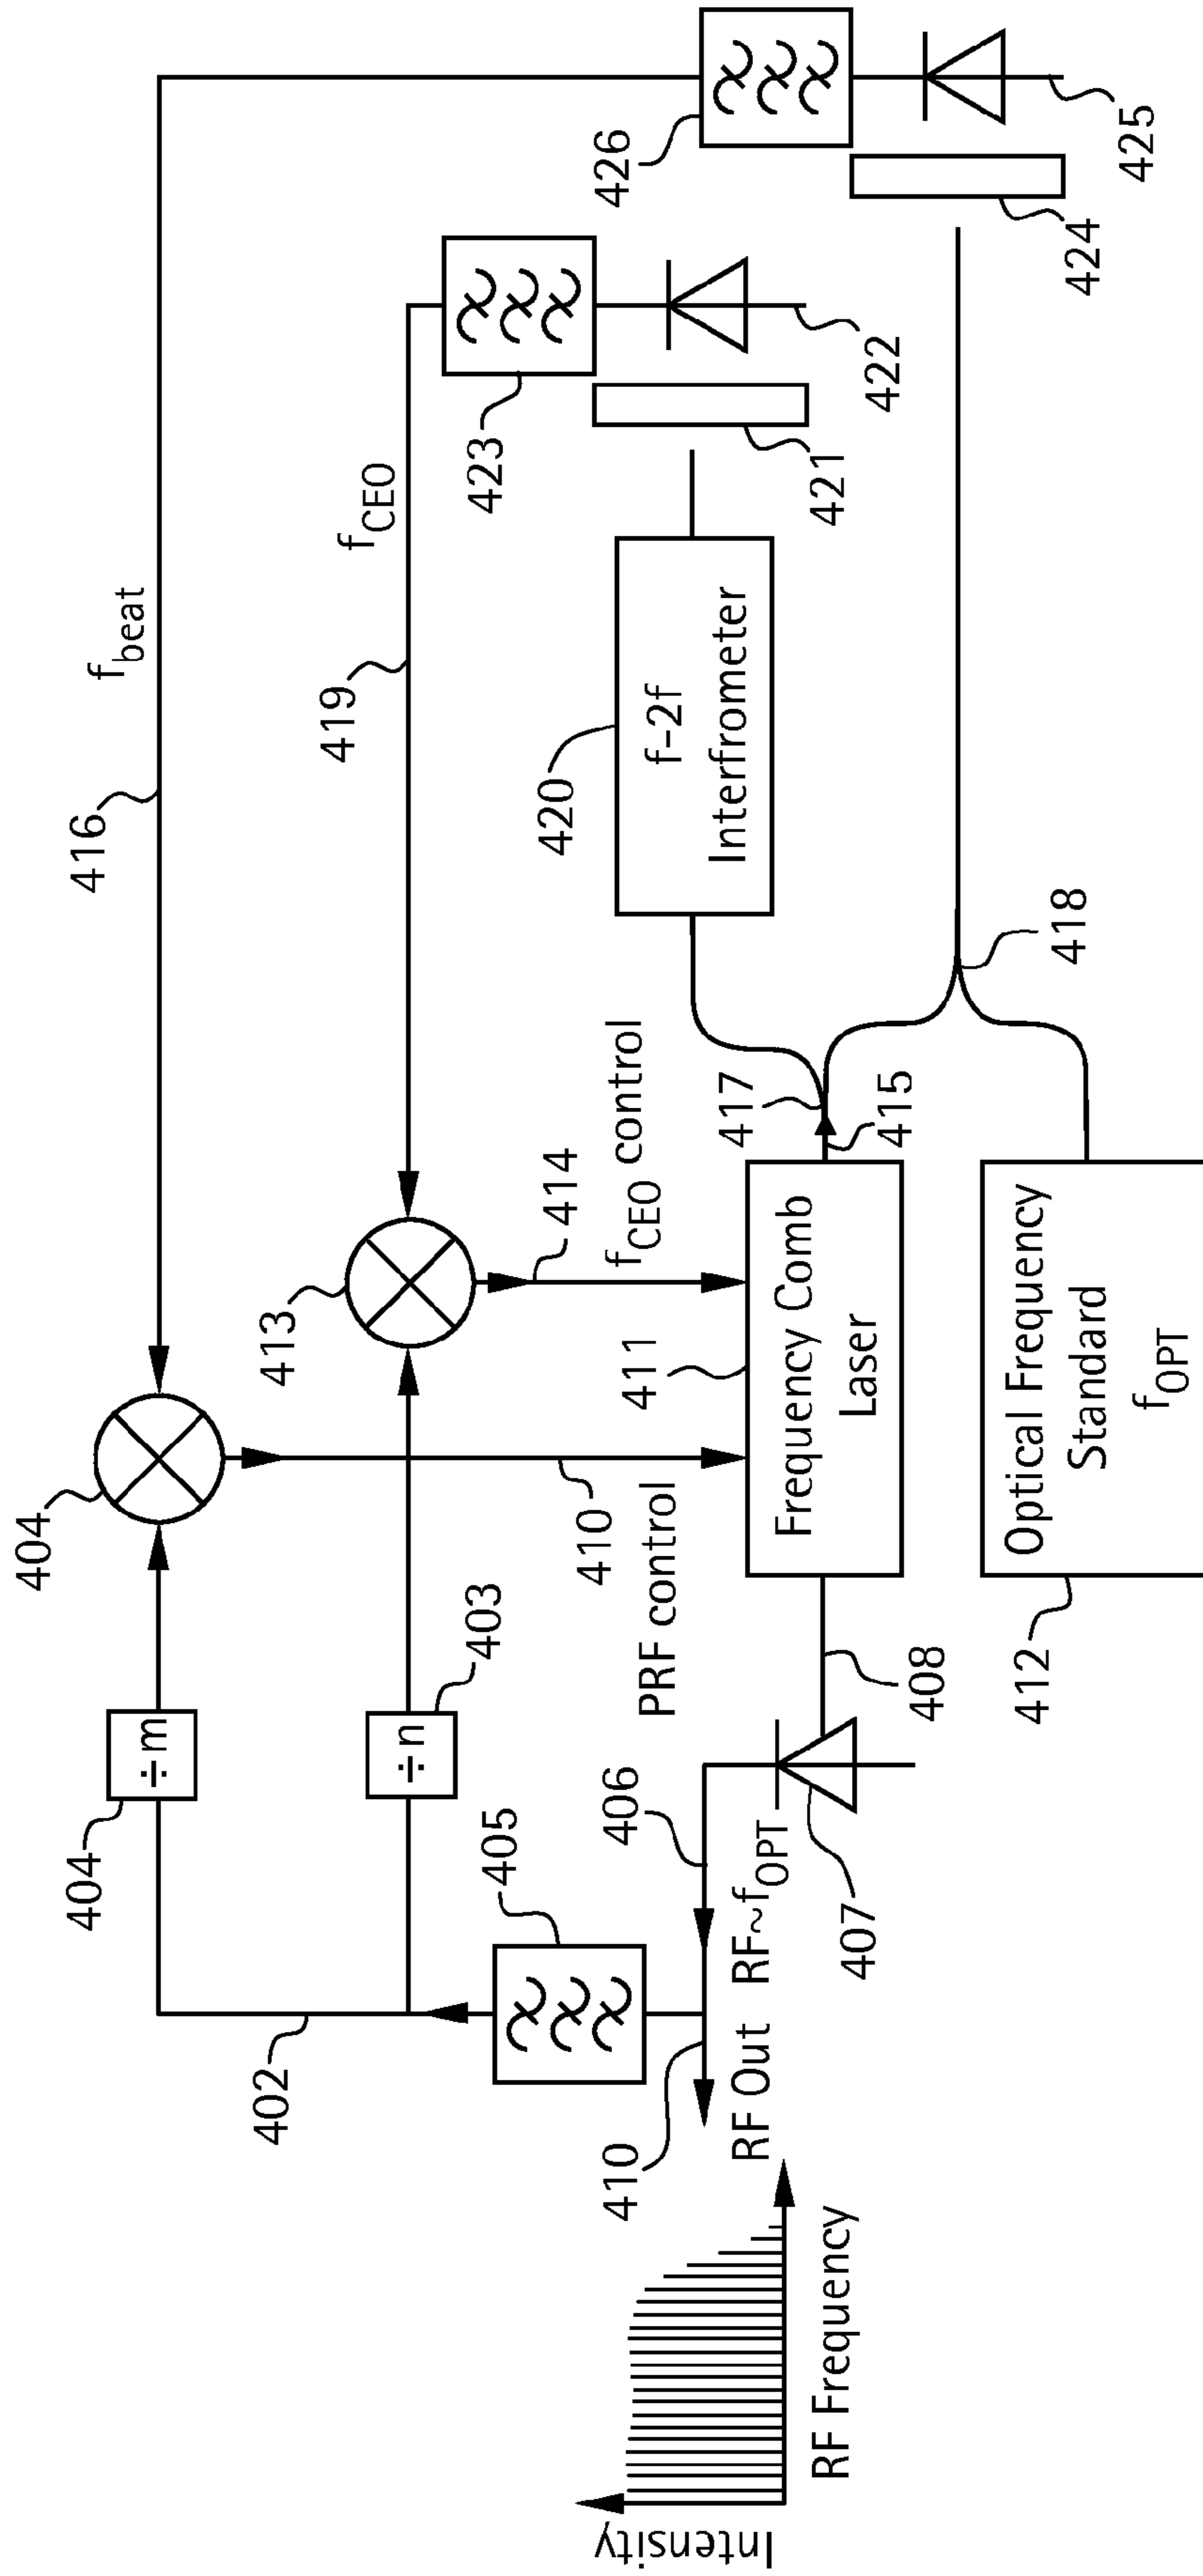 416
f_beat
426
425
424
404
404
÷m
419
f_CEO
423
422
421
413
414
f_CEO control
420
f-2f
Interfrometer
403
÷n
410
PRF control
411
Frequency Comb
Laser
417
415
418
402
405
406
RF~f_OPT
407
408
412
Optical Frequency
Standard
f_OPT
410
RF Out
Intensity
RF Frequency